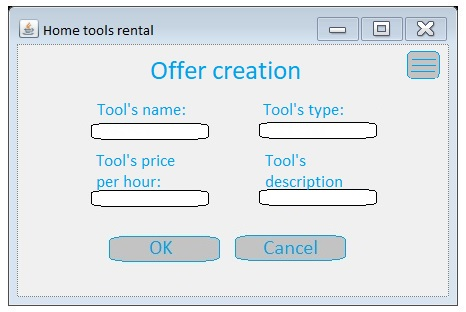 Home tools rental
Offer creation
Tool's name:
Tool's type:
Tool's price
per hour:
Tool's
description
OK
Cancel